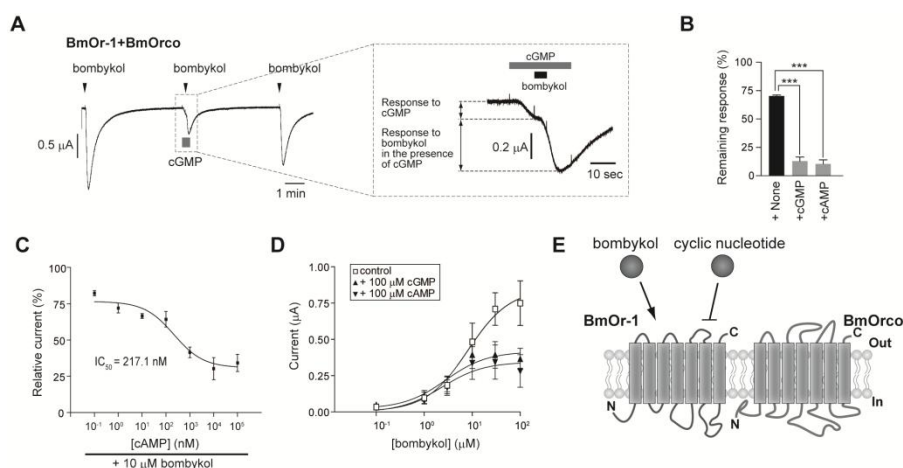 A
BmOr-1+BmOrco
bombykol
bombykol
bombykol
0.5 μA
cGMP
1 min
cGMP
bombykol
Response to
cGMP
Response to
bombykol
in the presence
of cGMP
0.2 μA
10 sec
B
Remaining response (%)
100
75
50
25
0
***
***
+ None
+cGMP
+cAMP
C
Relative current (%)
100
75
50
25
0
IC50 = 217.1 nM
10-1 100 101 102 103 104 105
[cAMP] (nM)
+ 10 μM bombykol
D
Current (μA)
1.00
0.75
0.50
0.25
0.00
control
+ 100 μM cGMP
+ 100 μM cAMP
10-1 100 101 102
[bombykol] (μM)
E
bombykol
cyclic nucleotide
BmOr-1
BmOrco
C
C
Out
In
N
N